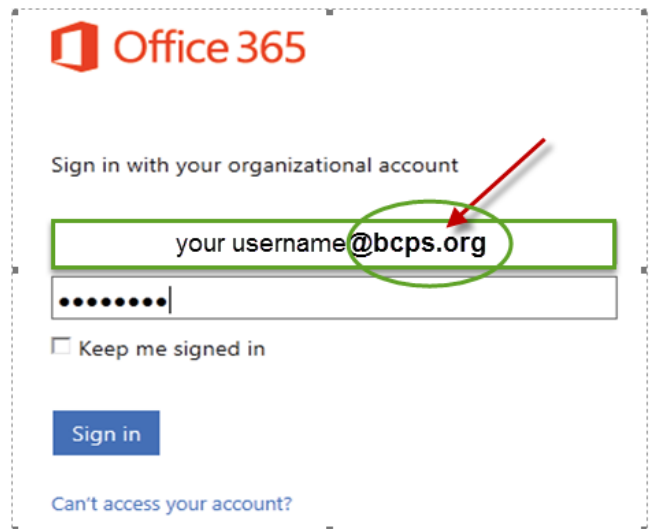 Office 365
Sign in with your organizational account
your username@bcps.org
••••••••
Keep me signed in
Sign in
Can't access your account?